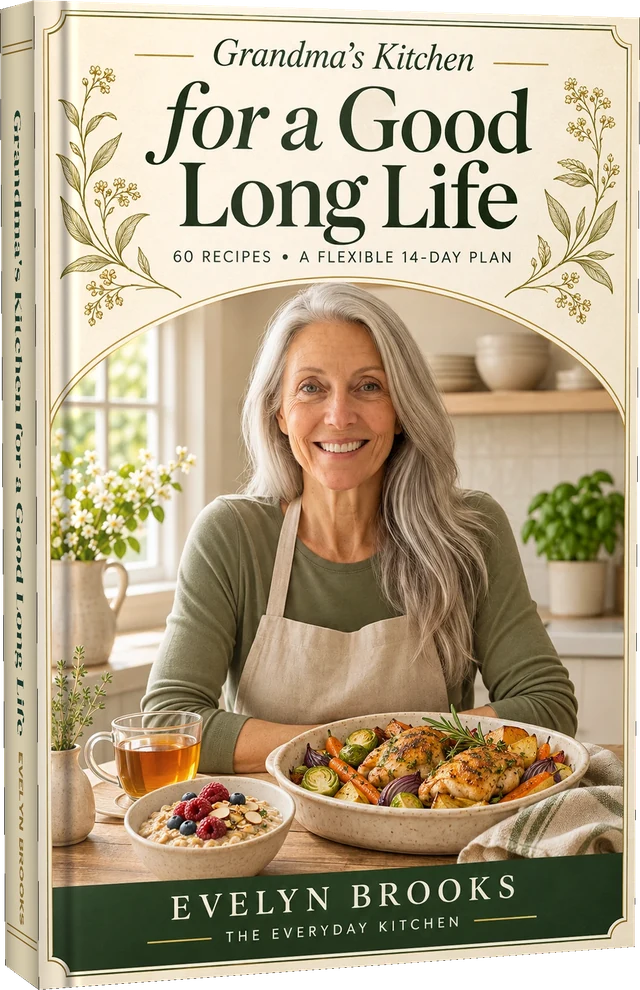 Grandma's Kitchen
for a Good
Long Life
60 RECIPES • A FLEXIBLE 14-DAY PLAN
EVELYN BROOKS
THE EVERYDAY KITCHEN
Grandma's Kitchen for a Good Long Life EVELYN BROOKS